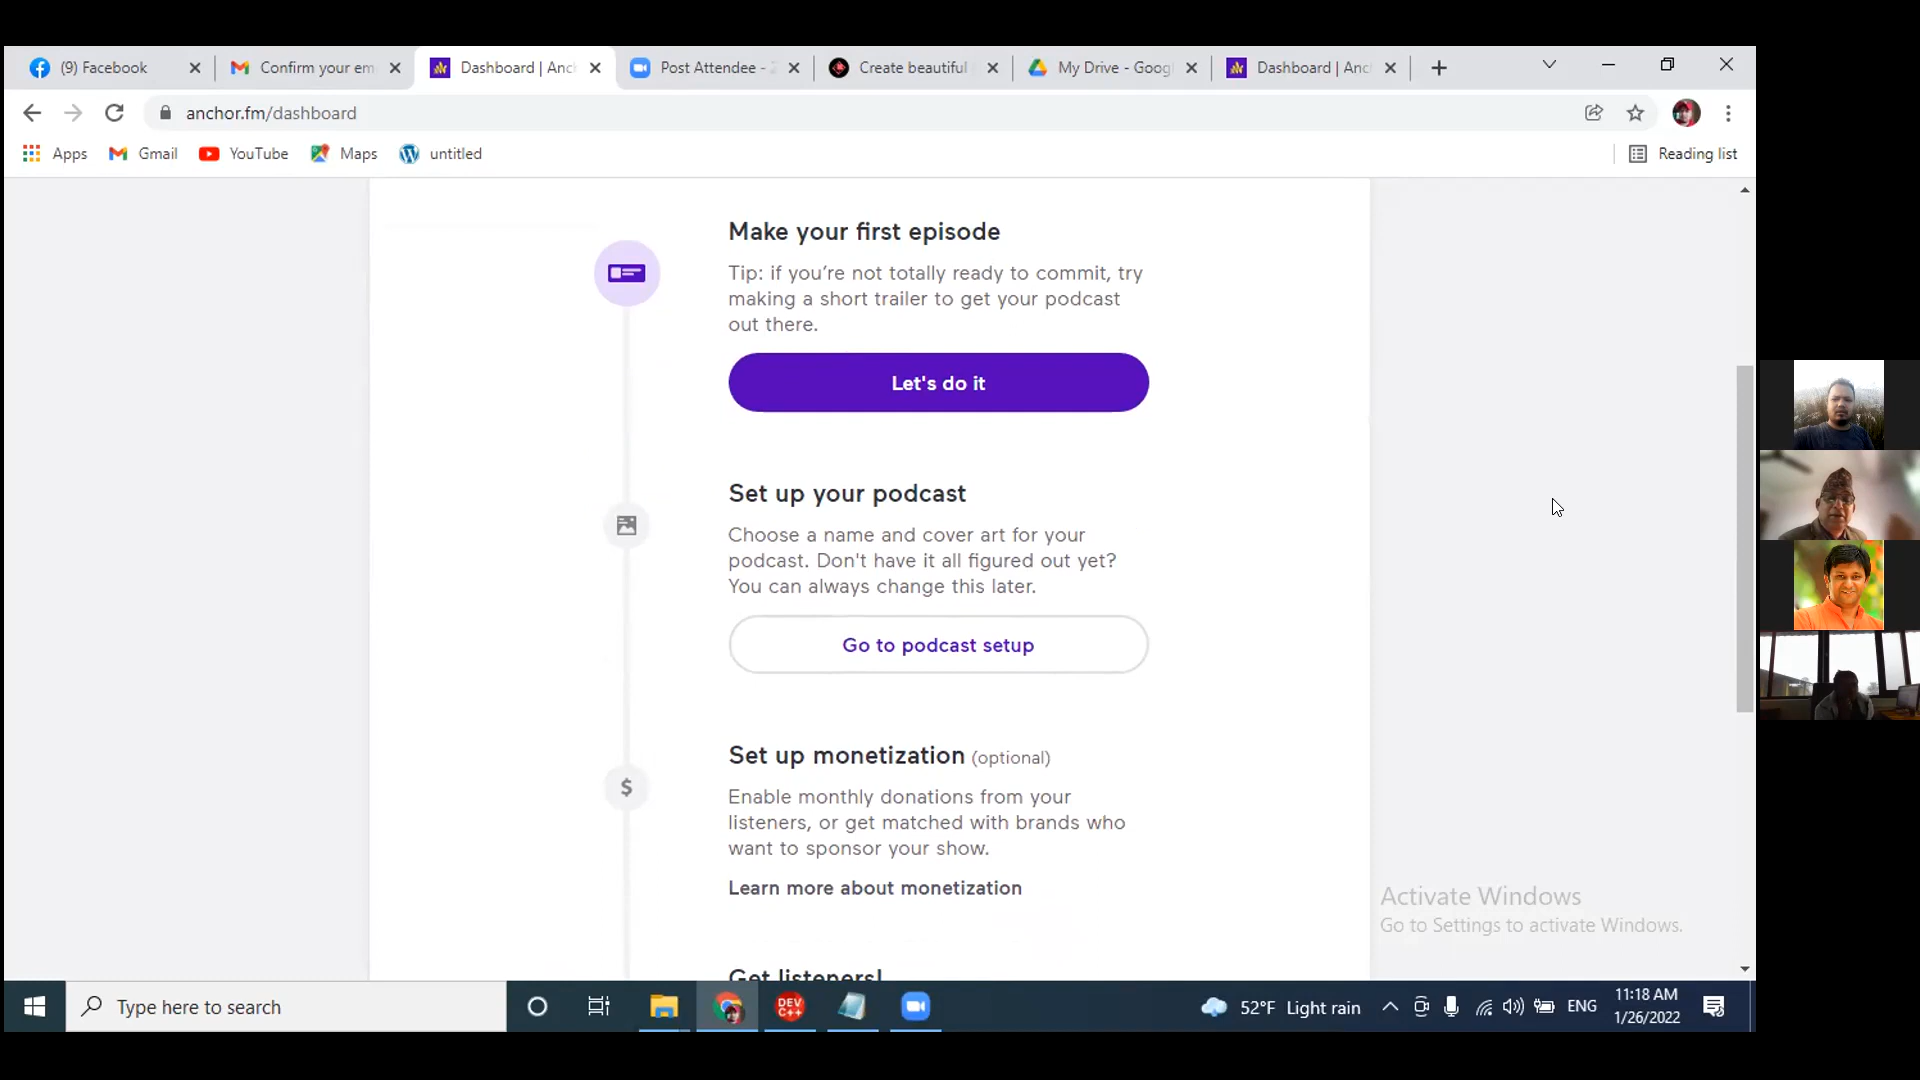 (9) Facebook
Confirm your em
Dashboard | Anc
Post Attendee -
Create beautiful
My Drive - Goog
Dashboard | Anc
anchor.fm/dashboard
Apps
Gmail
YouTube
Maps
untitled
Reading list
Make your first episode
Tip: if you’re not totally ready to commit, try
making a short trailer to get your podcast
out there.
Let's do it
Set up your podcast
Choose a name and cover art for your
podcast. Don't have it all figured out yet?
You can always change this later.
Go to podcast setup
Set up monetization (optional)
$
Enable monthly donations from your
listeners, or get matched with brands who
want to sponsor your show.
Learn more about monetization
Get listeners!
Activate Windows
Go to Settings to activate Windows.
Type here to search
DEV
C++
52°F Light rain
ENG
11:18 AM
1/26/2022